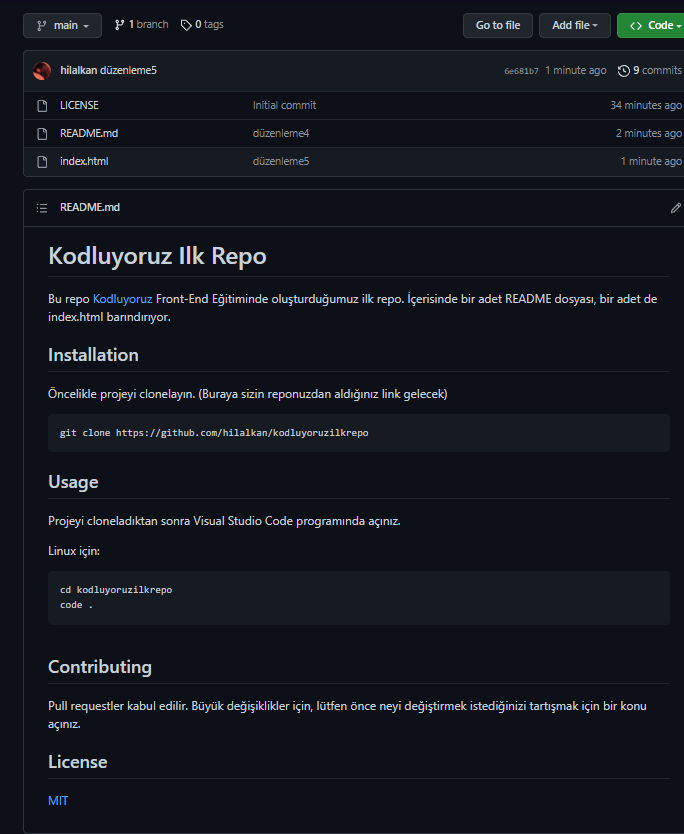 main 1 branch 0 tags Go to file Add file Code
hilalkan düzenleme5 6e681b7 1 minute ago 9 commits
LICENSE Initial commit 34 minutes ago
README.md düzenleme4 2 minutes ago
index.html düzenleme5 1 minute ago
README.md
Kodluyoruz Ilk Repo
Bu repo Kodluyoruz Front-End Eğitiminde oluşturduğumuz ilk repo. İçerisinde bir adet README dosyası, bir adet de
index.html barındırıyor.
Installation
Öncelikle projeyi clonelayın. (Buraya sizin reponuzdan aldığınız link gelecek)
git clone https://github.com/hilalkan/kodluyoruzilkrepo
Usage
Projeyi cloneladıktan sonra Visual Studio Code programında açınız.
Linux için:
cd kodluyoruzilkrepo
code .
Contributing
Pull requestler kabul edilir. Büyük değişiklikler için, lütfen önce neyi değiştirmek istediğinizi tartışmak için bir konu
açınız.
License
MIT